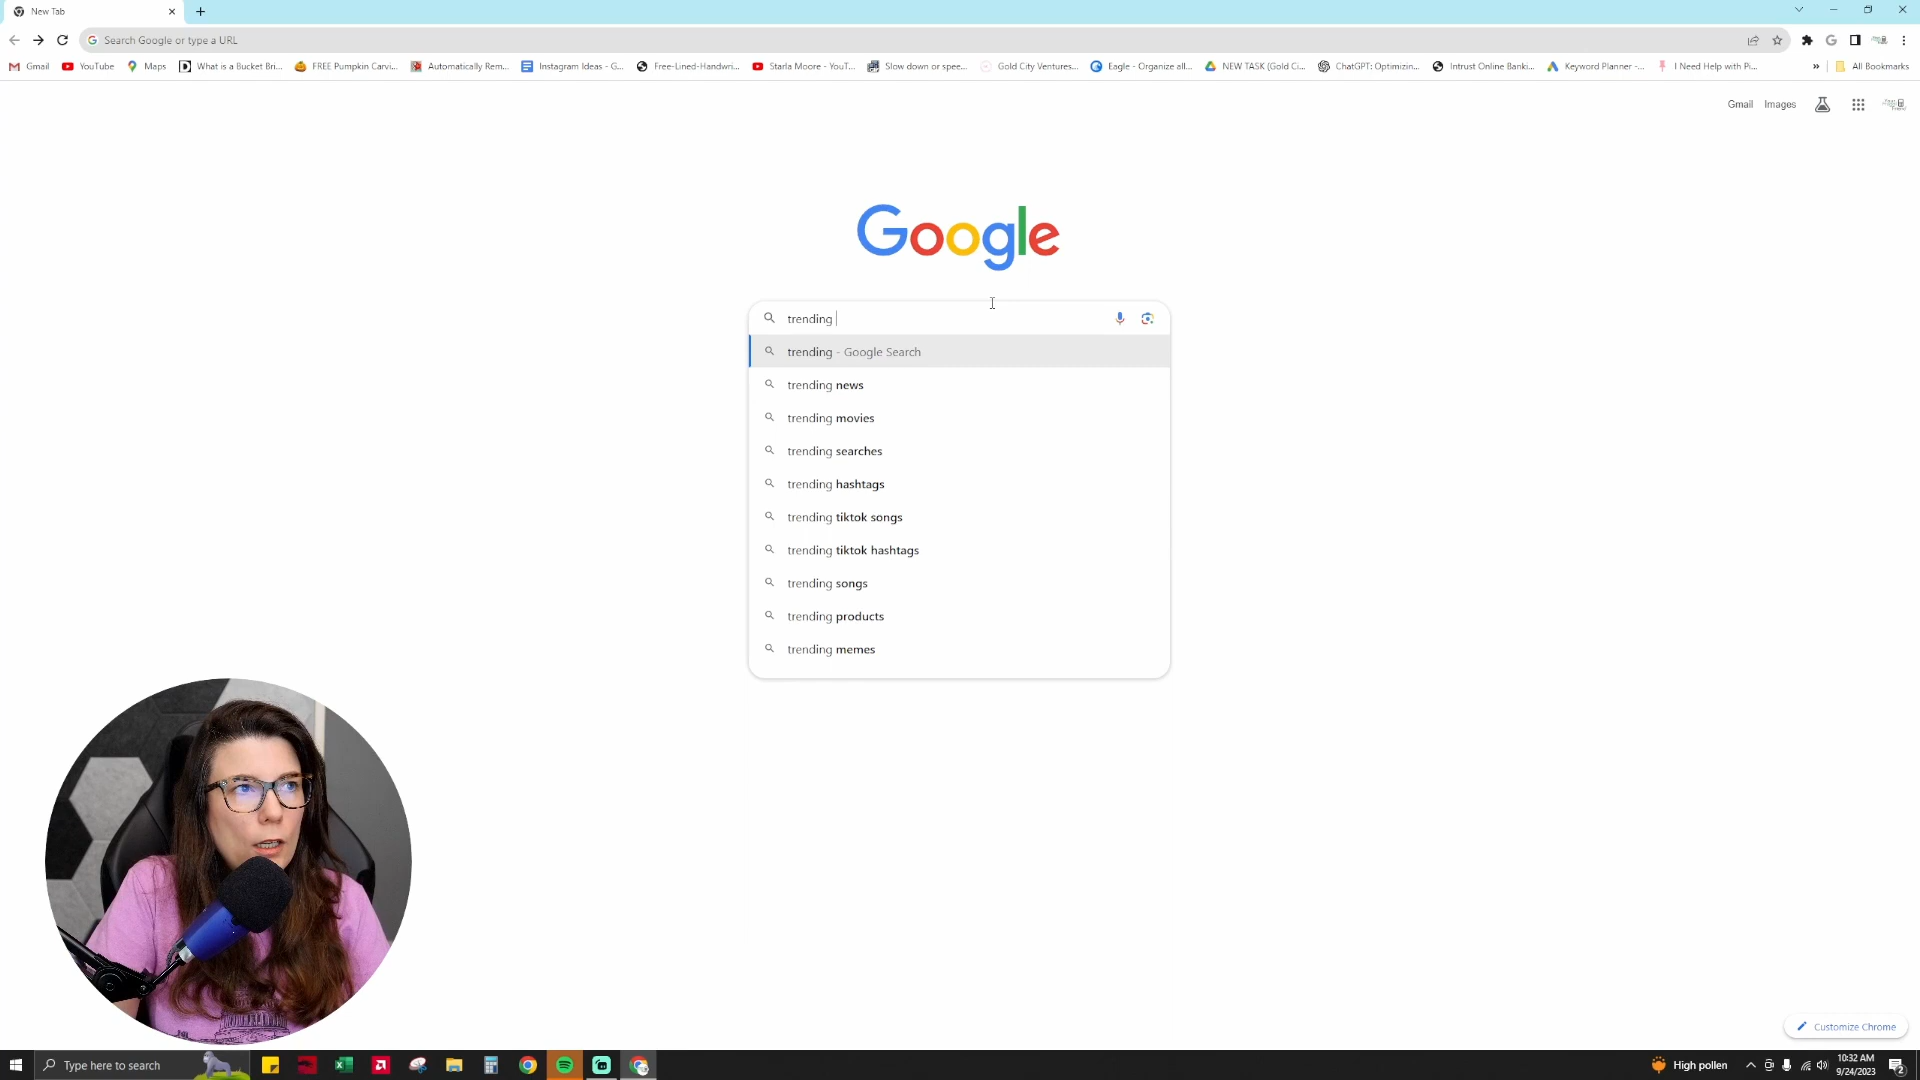 New Tab
Search Google or type a URL
Gmail
YouTube
Maps
What is a Bucket Bri...
FREE Pumpkin Carvi...
Automatically Rem...
Instagram Ideas - G...
Free-Lined-Handwri...
Starla Moore - YouT...
Slow down or spee...
Gold City Ventures...
Eagle - Organize all...
NEW TASK (Gold Ci...
ChatGPT: Optimizin...
Intrust Online Banki...
Keyword Planner -...
I Need Help with Pi...
» All Bookmarks
Gmail Images
Google
trending
trending - Google Search
trending news
trending movies
trending searches
trending hashtags
trending tiktok songs
trending tiktok hashtags
trending songs
trending products
trending memes
Customize Chrome
Type here to search
High pollen
10:32 AM
9/24/2023
2